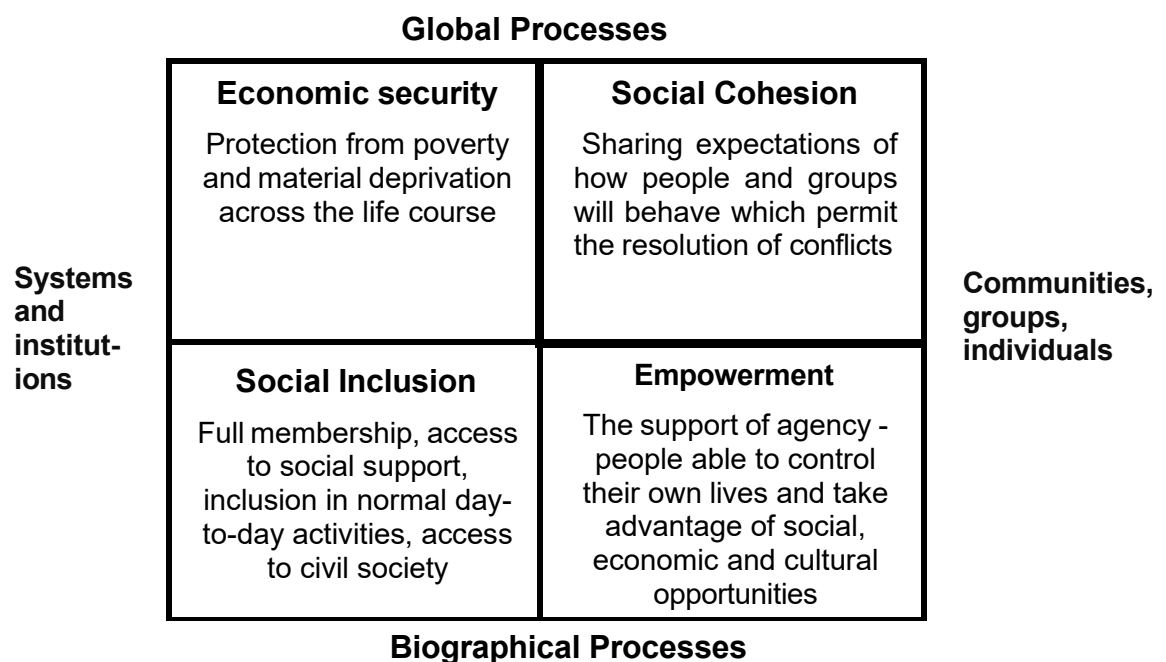 Global Processes
Economic security
Protection from poverty
and material deprivation
across the life course
Social Cohesion
Sharing expectations of
how people and groups
will behave which permit
the resolution of conflicts
Systems
and
institut-
ions
Communities,
groups,
individuals
Social Inclusion
Full membership, access
to social support,
inclusion in normal day-
to-day activities, access
to civil society
Empowerment
The support of agency -
people able to control
their own lives and take
advantage of social,
economic and cultural
opportunities
Biographical Processes